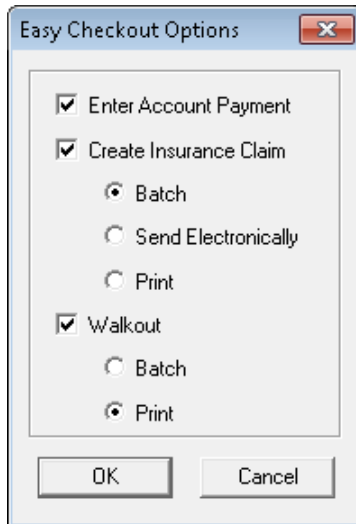 Easy Checkout Options
Enter Account Payment
Create Insurance Claim
Batch
Send Electronically
Print
Walkout
Batch
Print
OK Cancel